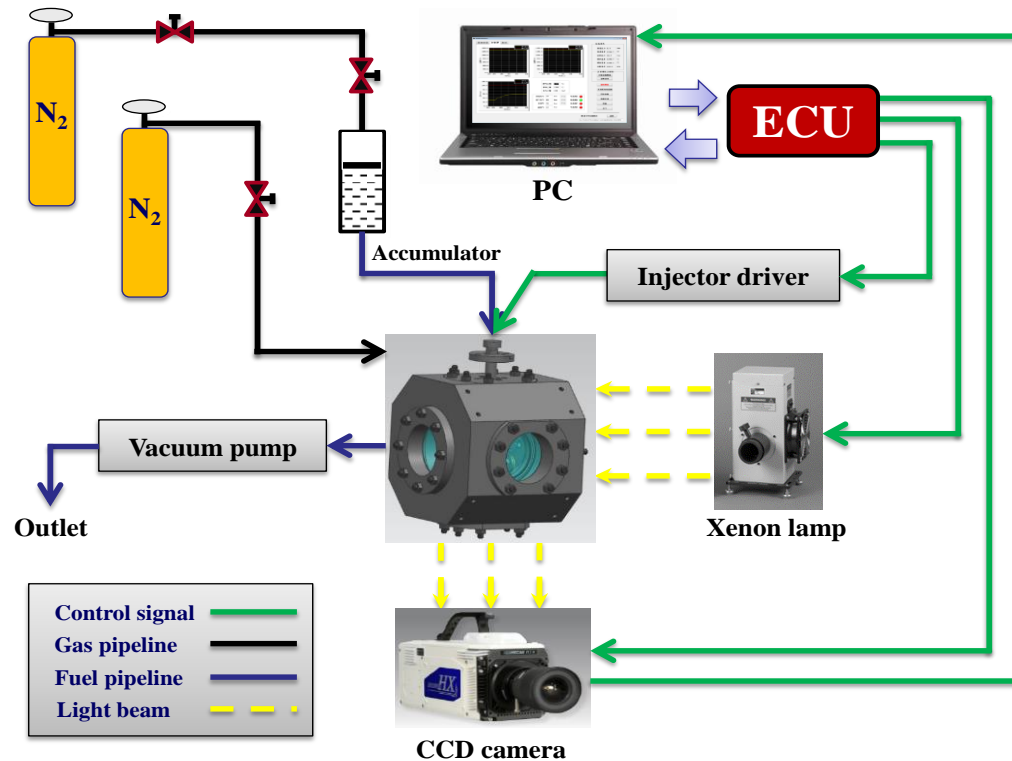 N₂
N₂
PC
ECU
Accumulator
Injector driver
Vacuum pump
Outlet
Xenon lamp
Control signal
Gas pipeline
Fuel pipeline
Light beam
HX
CCD camera